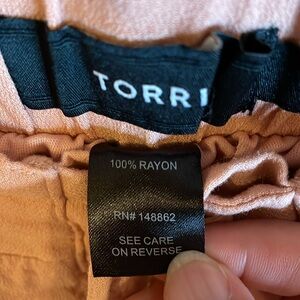 TORRI
100% RAYON
RN# 148862
SEE CARE
ON REVERSE